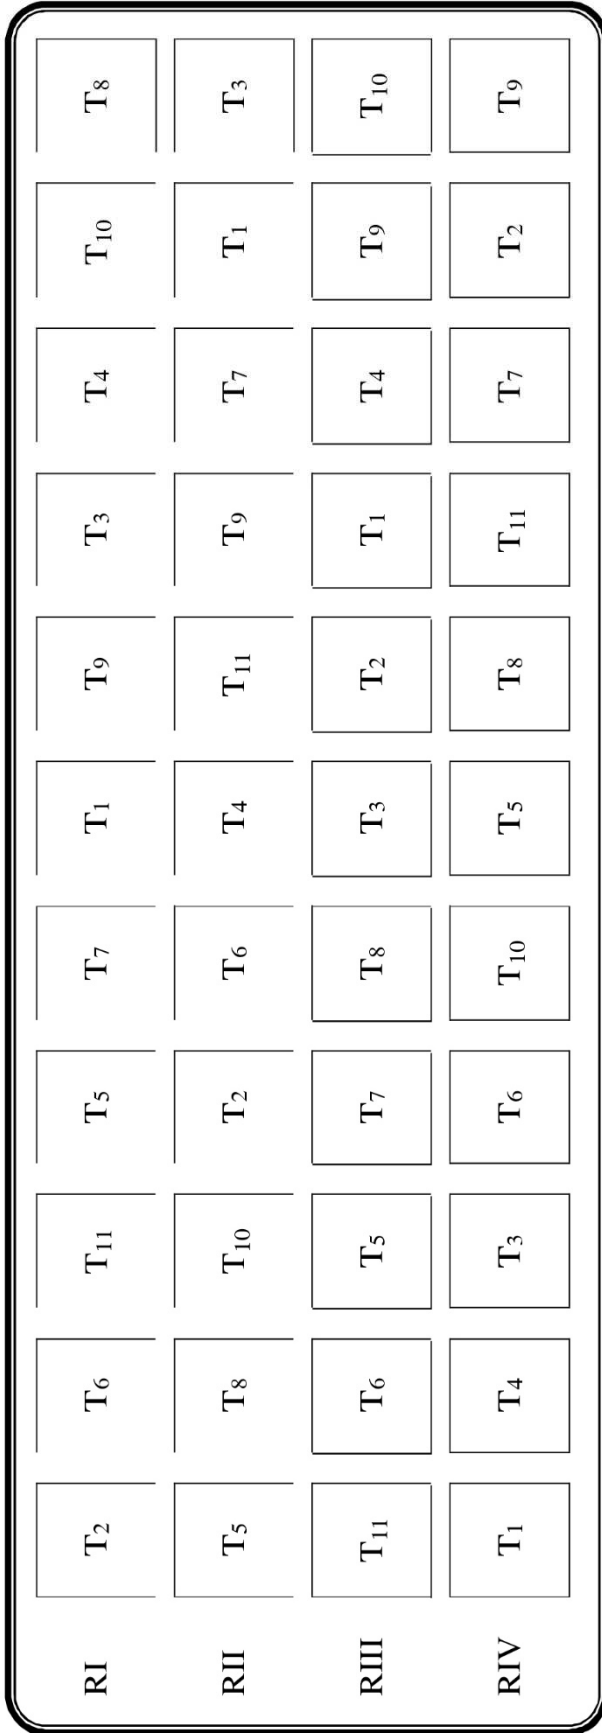 RI T2 T6 T11 T5 T7 T1 T9 T3 T4 T10 T8
RII T5 T8 T10 T2 T6 T4 T11 T9 T7 T1 T3
RIII T11 T6 T5 T7 T8 T3 T2 T1 T4 T9 T10
RIV T1 T4 T3 T6 T10 T5 T8 T11 T7 T2 T9